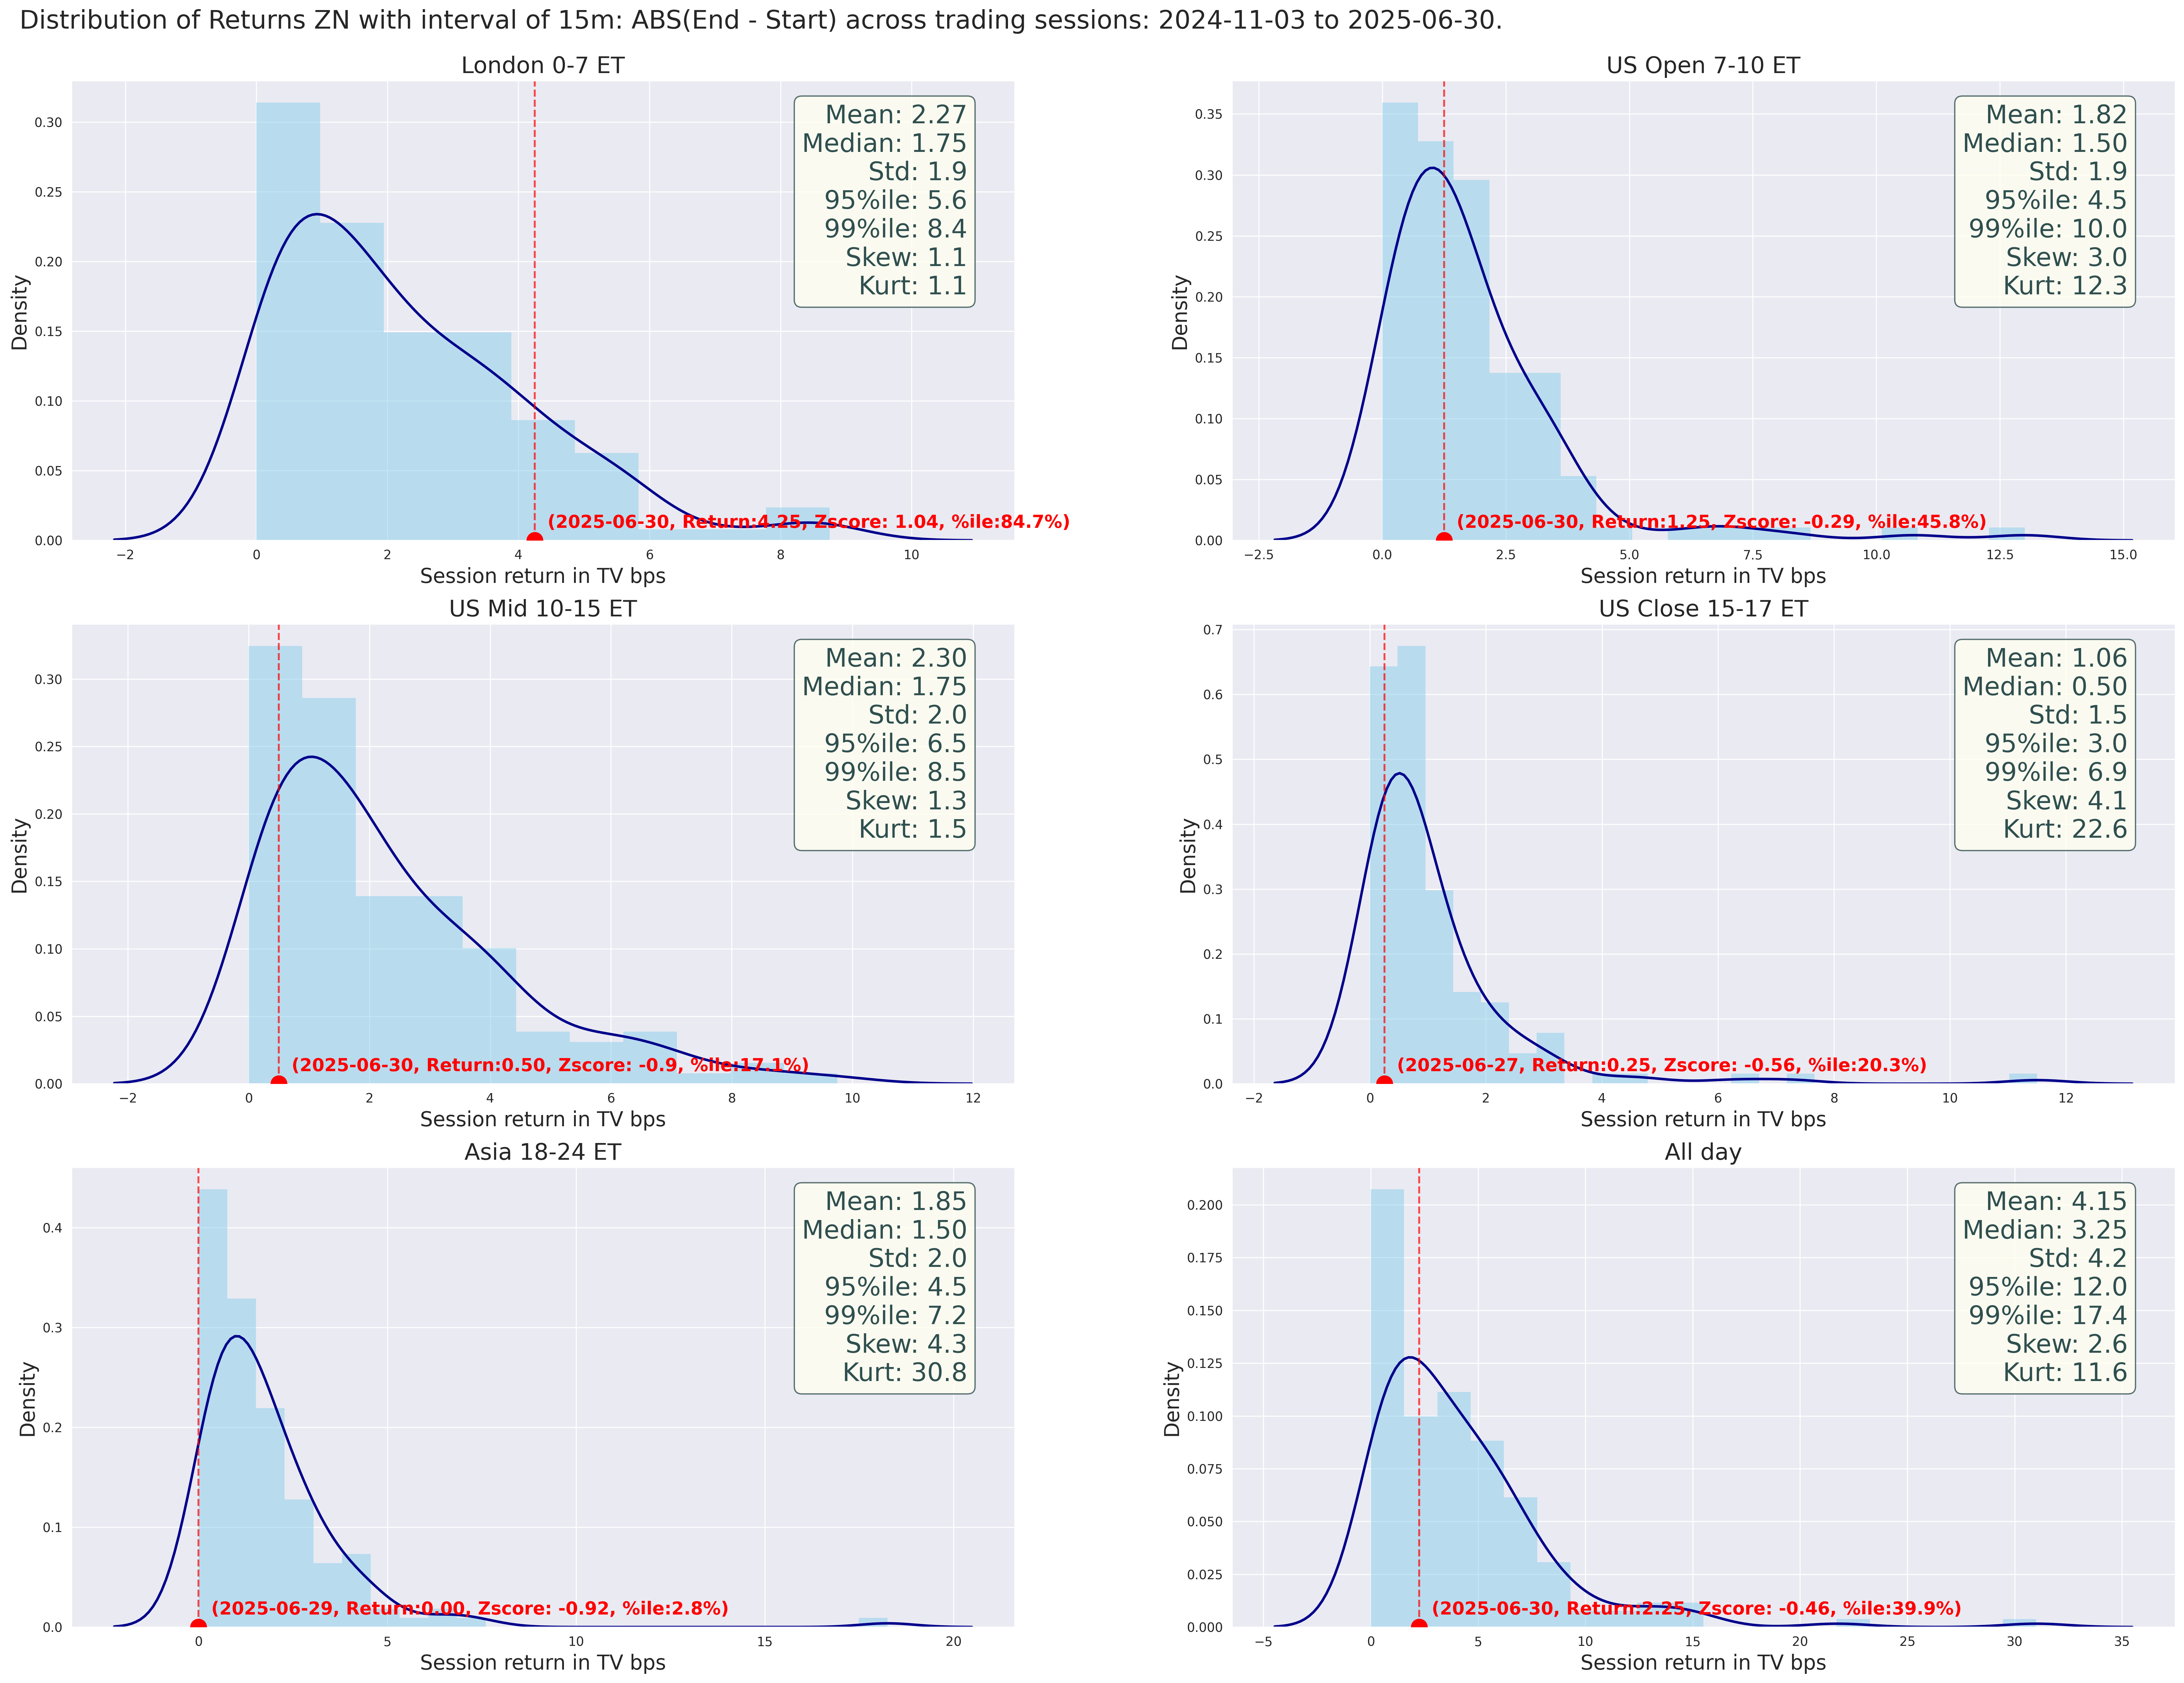 Distribution of Returns ZN with interval of 15m: ABS(End - Start) across trading sessions: 2024-11-03 to 2025-06-30.
London 0-7 ET
Density
0.30
0.25
0.20
0.15
0.10
0.05
0.00
Mean: 2.27
Median: 1.75
Std: 1.9
95%ile: 5.6
99%ile: 8.4
Skew: 1.1
Kurt: 1.1
(2025-06-30, Return:4.25, Zscore: 1.04, %ile:84.7%)
−2 0 2 4 6 8 10
Session return in TV bps
US Open 7-10 ET
Density
0.35
0.30
0.25
0.20
0.15
0.10
0.05
0.00
Mean: 1.82
Median: 1.50
Std: 1.9
95%ile: 4.5
99%ile: 10.0
Skew: 3.0
Kurt: 12.3
(2025-06-30, Return:1.25, Zscore: -0.29, %ile:45.8%)
−2.5 0.0 2.5 5.0 7.5 10.0 12.5 15.0
Session return in TV bps
US Mid 10-15 ET
Density
0.30
0.25
0.20
0.15
0.10
0.05
0.00
Mean: 2.30
Median: 1.75
Std: 2.0
95%ile: 6.5
99%ile: 8.5
Skew: 1.3
Kurt: 1.5
(2025-06-30, Return:0.50, Zscore: -0.9, %ile:17.1%)
−2 0 2 4 6 8 10 12
Session return in TV bps
US Close 15-17 ET
Density
0.7
0.6
0.5
0.4
0.3
0.2
0.1
0.0
Mean: 1.06
Median: 0.50
Std: 1.5
95%ile: 3.0
99%ile: 6.9
Skew: 4.1
Kurt: 22.6
(2025-06-27, Return:0.25, Zscore: -0.56, %ile:20.3%)
−2 0 2 4 6 8 10 12
Session return in TV bps
Asia 18-24 ET
Density
0.4
0.3
0.2
0.1
0.0
Mean: 1.85
Median: 1.50
Std: 2.0
95%ile: 4.5
99%ile: 7.2
Skew: 4.3
Kurt: 30.8
(2025-06-29, Return:0.00, Zscore: -0.92, %ile:2.8%)
0 5 10 15 20
Session return in TV bps
All day
Density
0.200
0.175
0.150
0.125
0.100
0.075
0.050
0.025
0.000
Mean: 4.15
Median: 3.25
Std: 4.2
95%ile: 12.0
99%ile: 17.4
Skew: 2.6
Kurt: 11.6
(2025-06-30, Return:2.25, Zscore: -0.46, %ile:39.9%)
−5 0 5 10 15 20 25 30 35
Session return in TV bps